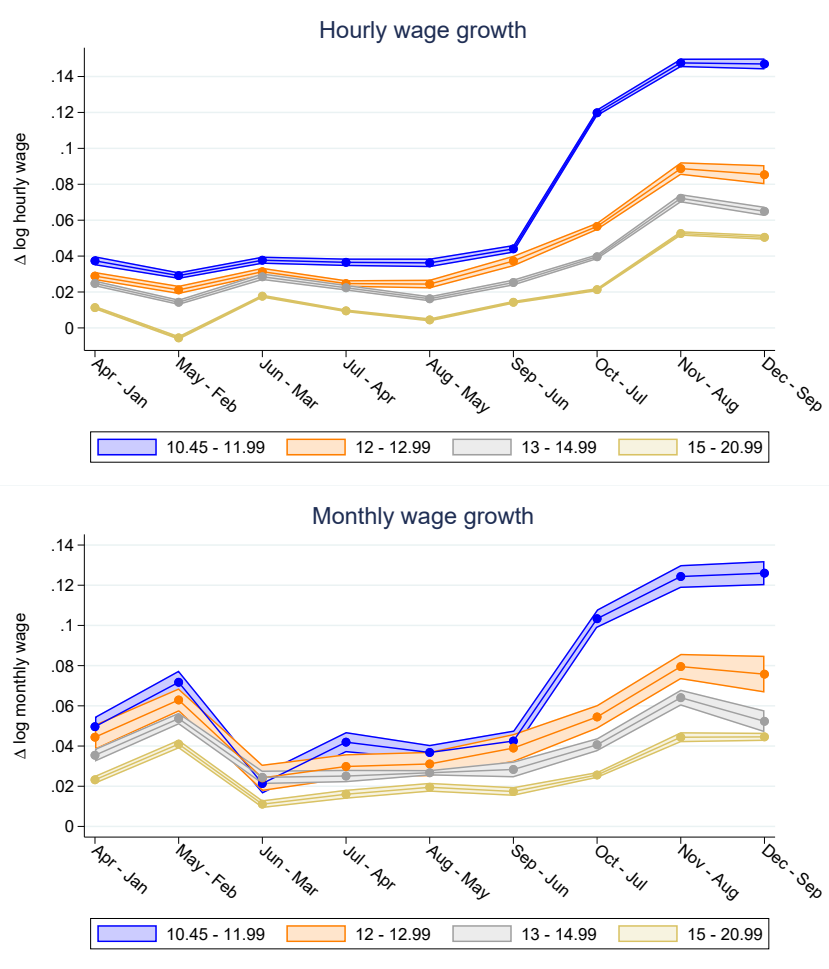 Hourly wage growth
Δ log hourly wage
.14
.12
.1
.08
.06
.04
.02
0
Apr - Jan
May - Feb
Jun - Mar
Jul - Apr
Aug - May
Sep - Jun
Oct - Jul
Nov - Aug
Dec - Sep
10.45 - 11.99 12 - 12.99 13 - 14.99 15 - 20.99
Monthly wage growth
Δ log monthly wage
.14
.12
.1
.08
.06
.04
.02
0
Apr - Jan
May - Feb
Jun - Mar
Jul - Apr
Aug - May
Sep - Jun
Oct - Jul
Nov - Aug
Dec - Sep
10.45 - 11.99 12 - 12.99 13 - 14.99 15 - 20.99